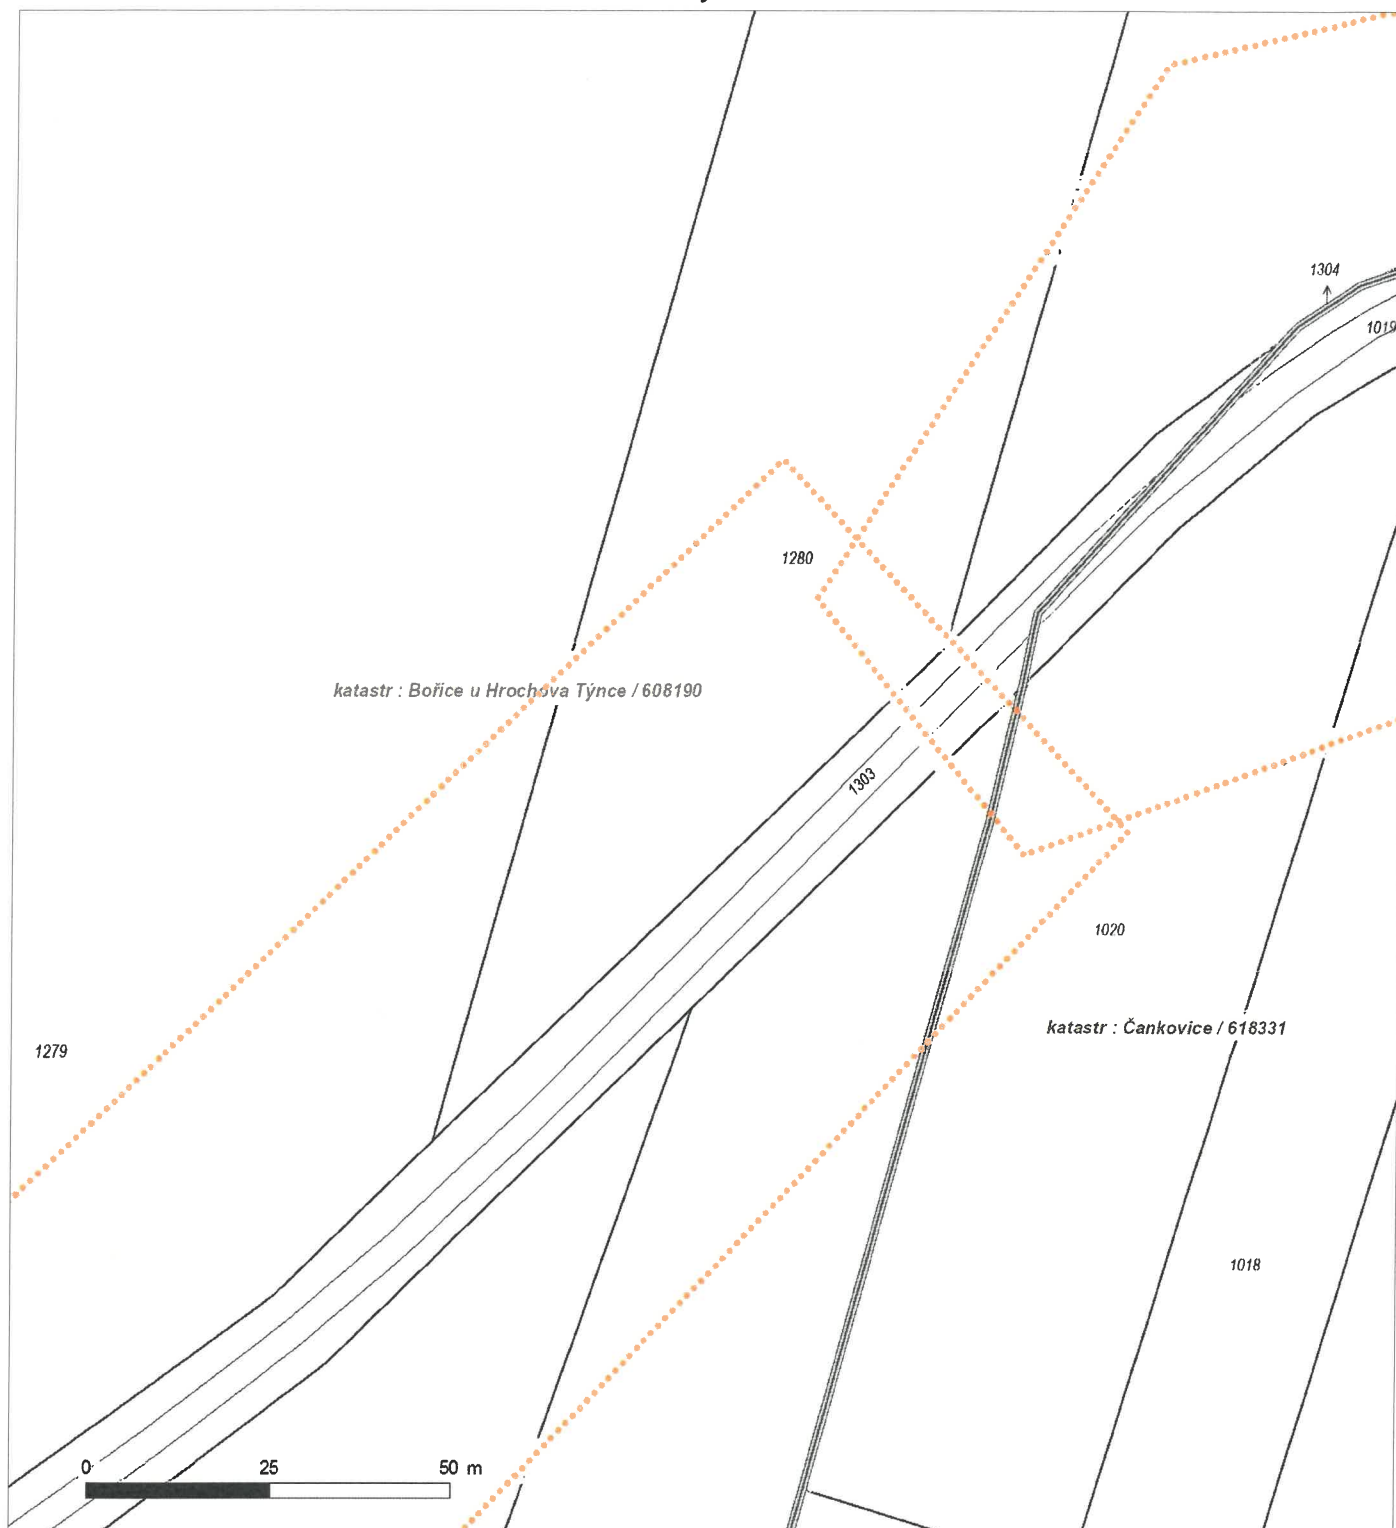 1304
1019
1280
katastr : Bořice u Hrochova Týnce / 608190
1303
1020
katastr : Čankovice / 618331
1279
1018
0 25 50 m